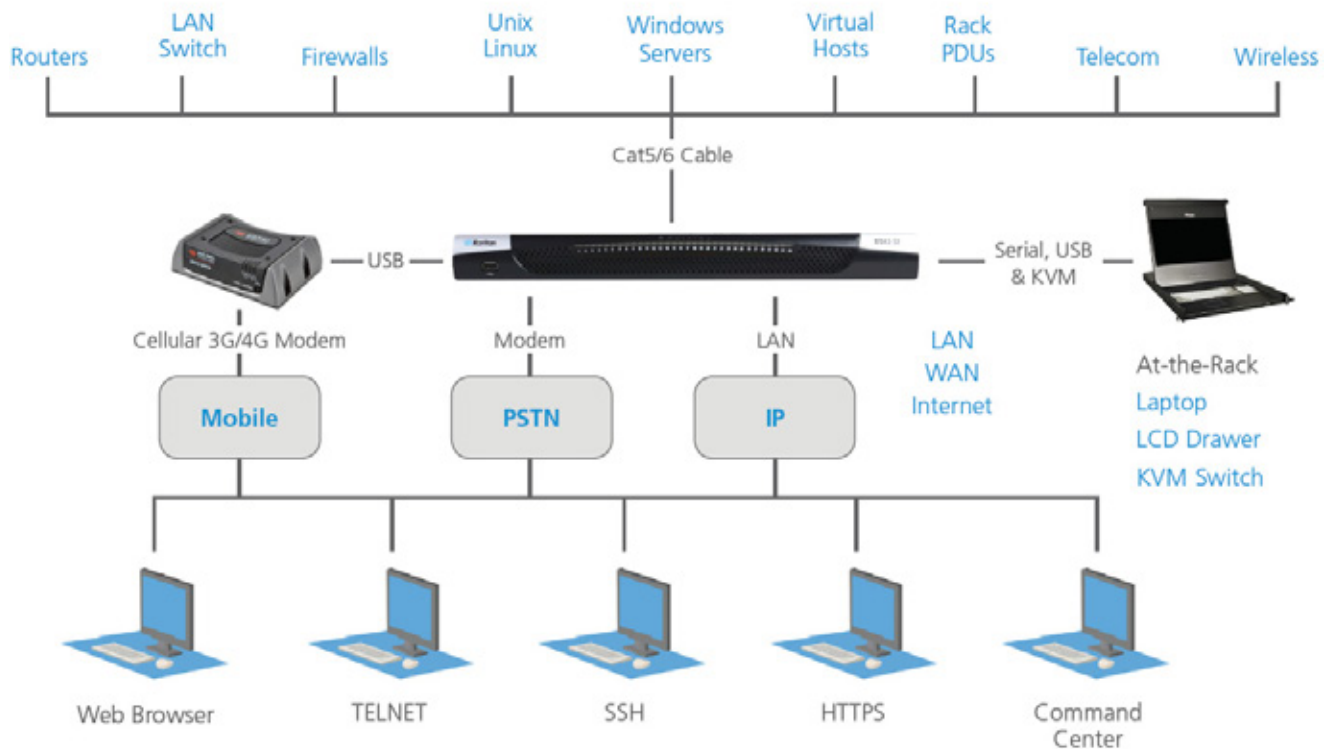 Routers
LAN
Switch
Firewalls
Unix
Linux
Windows
Servers
Virtual
Hosts
Rack
PDUs
Telecom
Wireless
Cat5/6 Cable
USB
Serial, USB
& KVM
Cellular 3G/4G Modem
Modem
LAN
LAN
WAN
Internet
At-the-Rack
Laptop
LCD Drawer
KVM Switch
Mobile
PSTN
IP
Web Browser
TELNET
SSH
HTTPS
Command
Center